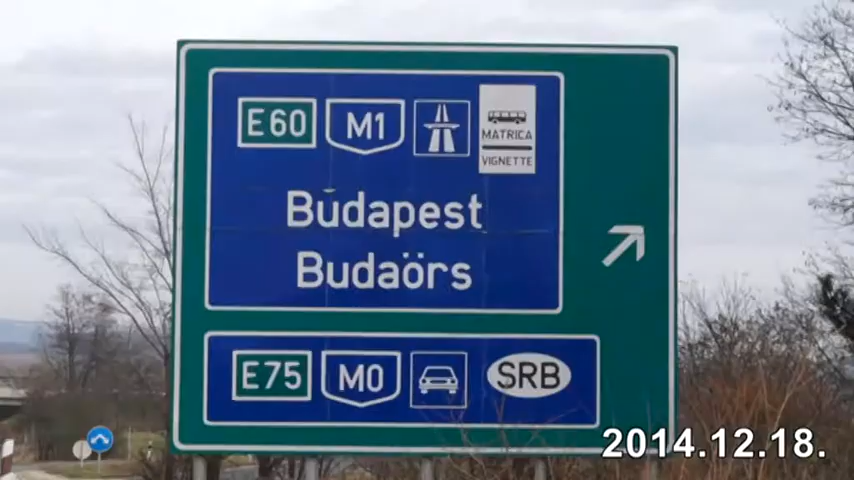 E60 M1 MATRICA
VIGNETTE
Budapest
Budaörs
E75 M0 SRB
2014.12.18.